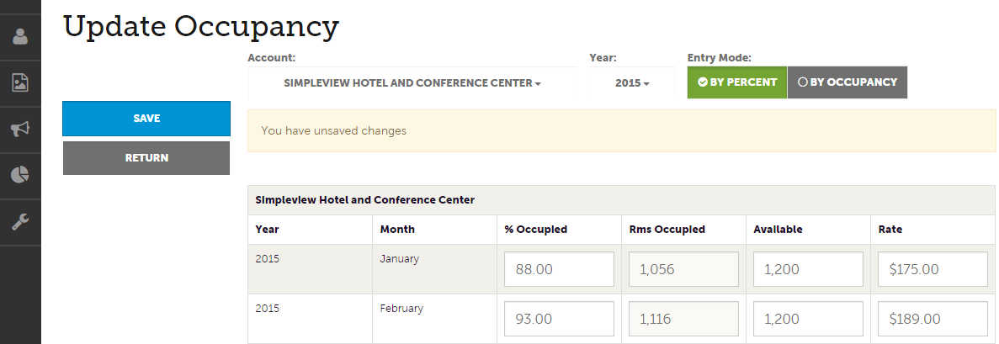 Update Occupancy
Account: Year: Entry Mode:
SIMPLEVIEW HOTEL AND CONFERENCE CENTER 2015 BY PERCENT BY OCCUPANCY
SAVE
You have unsaved changes
RETURN
Simpleview Hotel and Conference Center
Year Month % Occupied Rms Occupied Available Rate
2015 January 88.00 1,056 1,200 $175.00
2015 February 93.00 1,116 1,200 $189.00